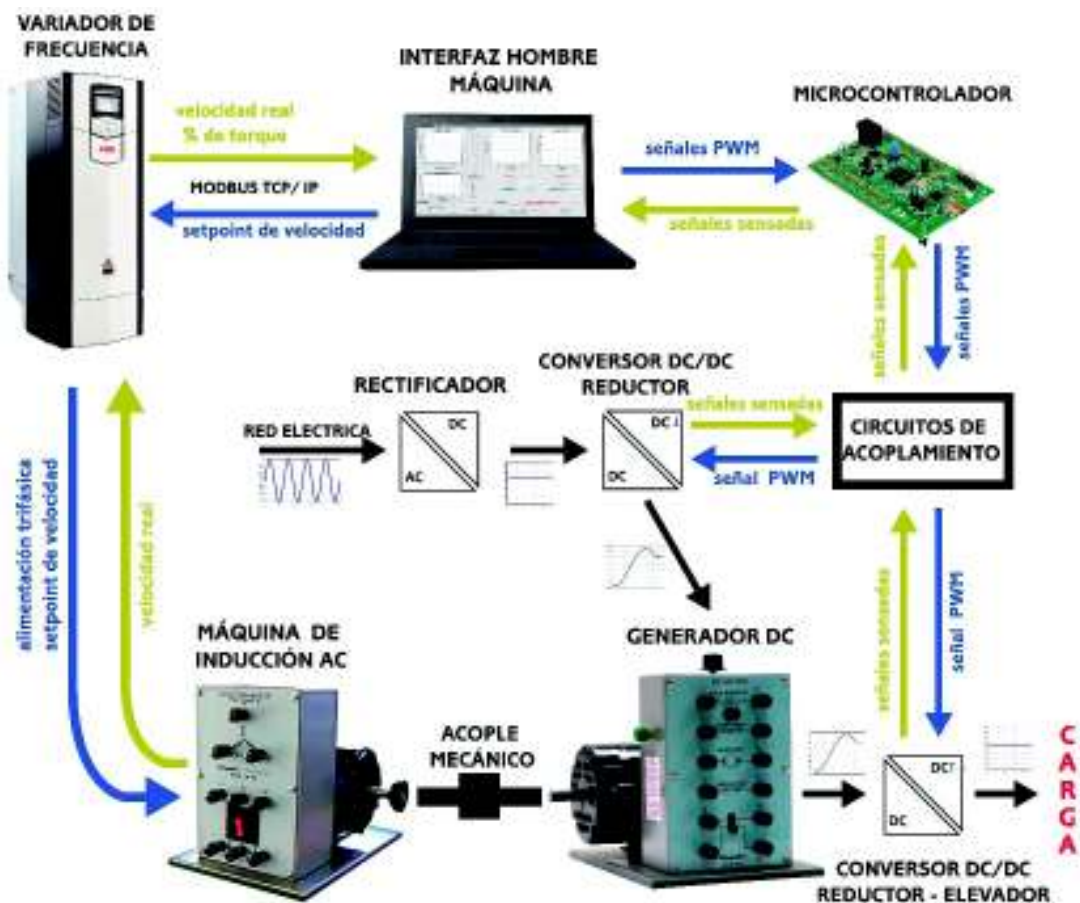 VARIADOR DE
FRECUENCIA
INTERFAZ HOMBRE
MÁQUINA
MICROCONTROLADOR
velocidad real
% de torque
MODBUS TCP/ IP
setpoint de velocidad
señales PWM
señales sensadas
señales sensadas
señales PWM
RECTIFICADOR
CONVERSOR DC/DC
REDUCTOR
RED ELECTRICA
DC
AC
DC↓
DC
señales sensadas
señal PWM
CIRCUITOS DE
ACOPLAMIENTO
alimentación trifásica
setpoint de velocidad
velocidad real
señales sensadas
señal PWM
MÁQUINA DE
INDUCCIÓN AC
ACOPLE
MECÁNICO
GENERADOR DC
DC↑
DC
CARGA
CONVERSOR DC/DC
REDUCTOR - ELEVADOR